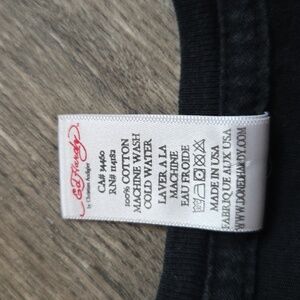 Ed Hardy
by Christian Audigier
CA# 34460
RN# 114182
100% COTTON
MACHINE WASH
COLD WATER
LAVER A LA
MACHINE
EAU FROIDE
MADE IN USA
FABRIQUE AUX USA
WWW.DONEDHARDY.COM